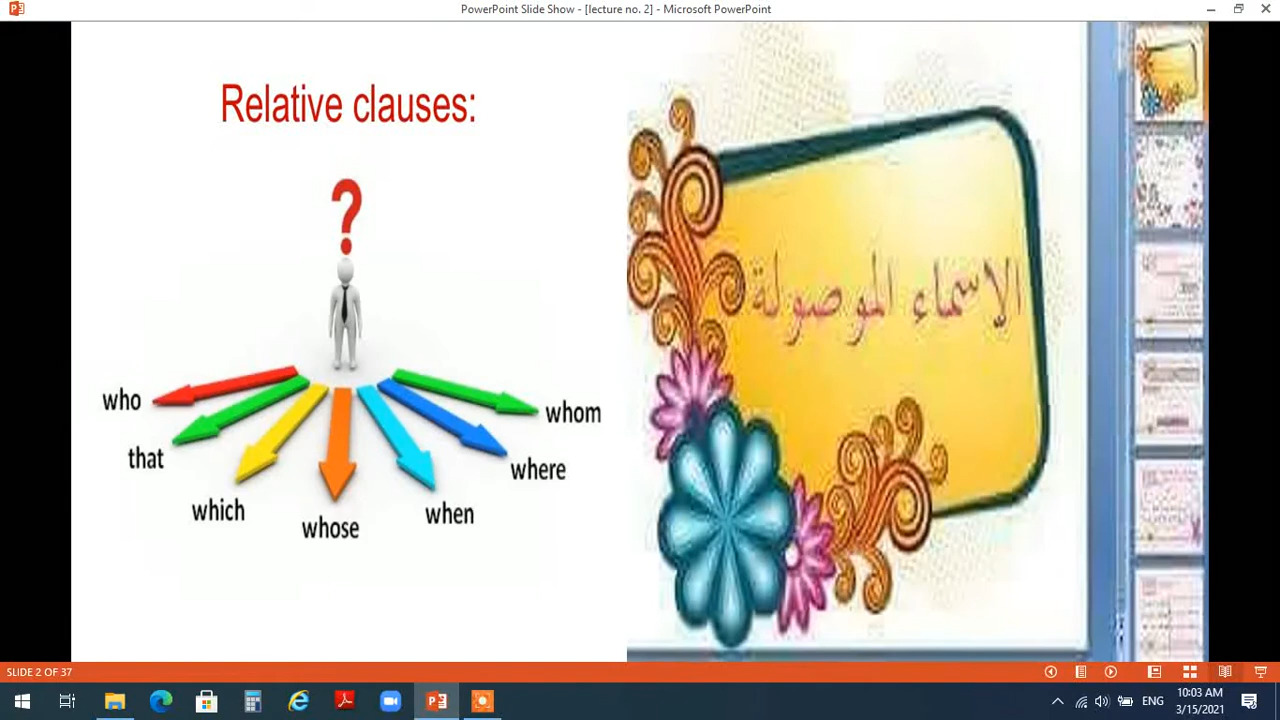 PowerPoint Slide Show - [lecture no. 2] - Microsoft PowerPoint
Relative clauses:
?
who
that
which
whose
when
where
whom
الاسماء الموصولة
SLIDE 2 OF 37
ENG
10:03 AM
3/15/2021